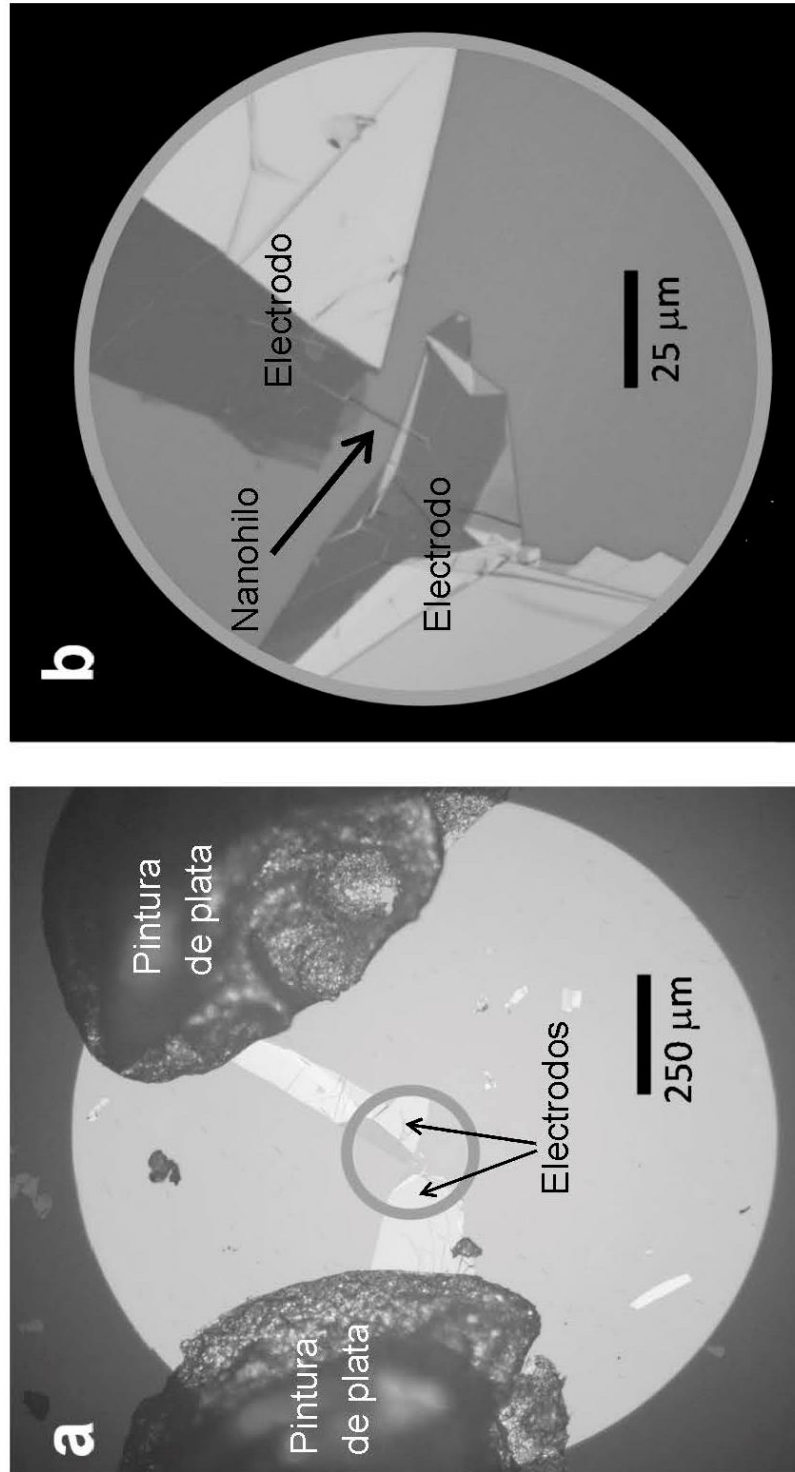 a
Pintura
de plata
Pintura
de plata
Electrodos
250 μm
b
Nanohilo
Electrodo
Electrodo
25 μm